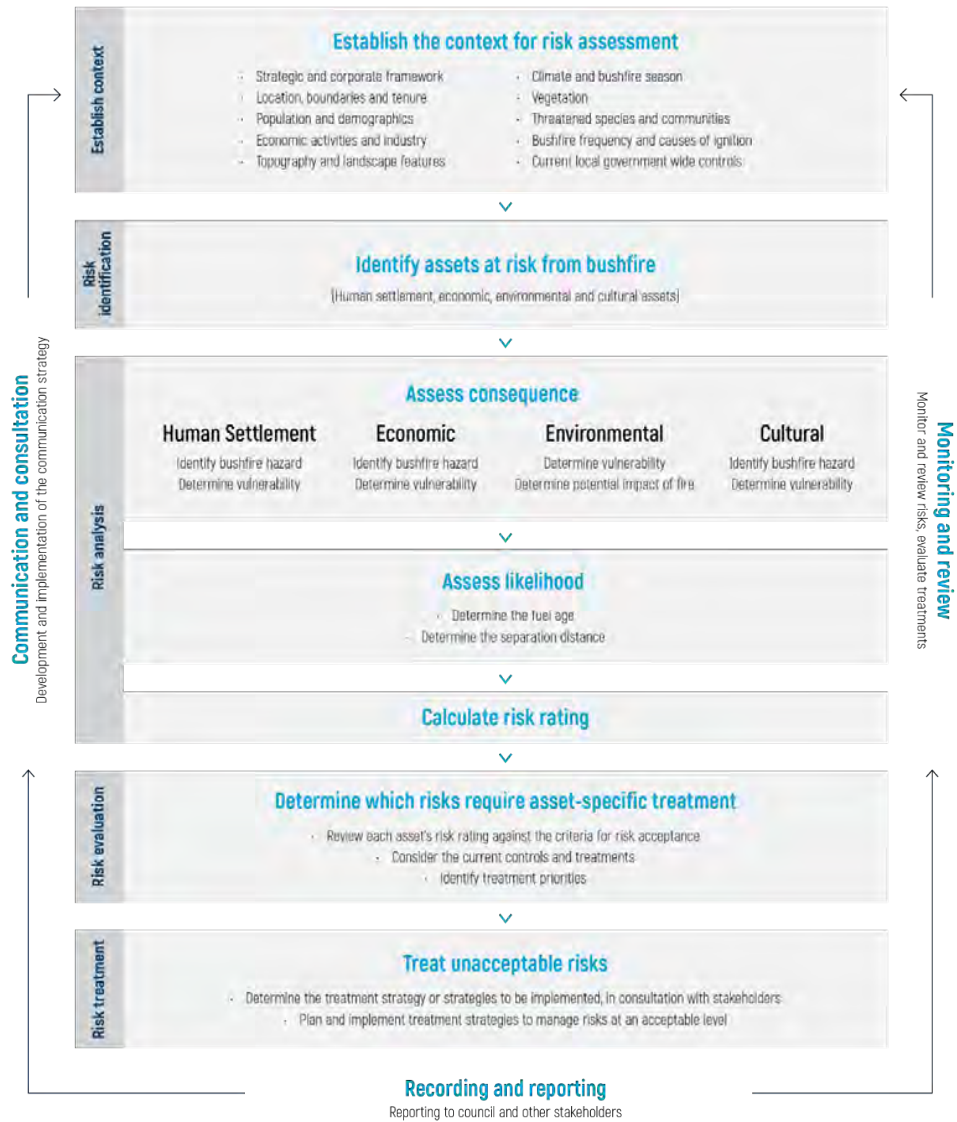 Establish context
Establish the context for risk assessment
· Strategic and corporate framework
· Location, boundaries and tenure
· Population and demographics
· Economic activities and industry
· Topography and landscape features
· Climate and bushfire season
· Vegetation
· Threatened species and communities
· Bushfire frequency and causes of ignition
· Current local government wide controls
Risk
identification
Identify assets at risk from bushfire
(Human settlement, economic, environmental and cultural assets)
Risk analysis
Assess consequence
Human Settlement
Identify bushfire hazard
Determine vulnerability
Economic
Identify bushfire hazard
Determine vulnerability
Environmental
Determine vulnerability
Determine potential impact of fire
Cultural
Identify bushfire hazard
Determine vulnerability
Assess likelihood
· Determine the fuel age
· Determine the separation distance
Calculate risk rating
Risk evaluation
Determine which risks require asset-specific treatment
· Review each asset's risk rating against the criteria for risk acceptance
· Consider the current controls and treatments
· Identify treatment priorities
Risk treatment
Treat unacceptable risks
· Determine the treatment strategy or strategies to be implemented, in consultation with stakeholders
· Plan and implement treatment strategies to manage risks at an acceptable level
Communication and consultation
Development and implementation of the communication strategy
Monitoring and review
Monitor and review risks, evaluate treatments
Recording and reporting
Reporting to council and other stakeholders